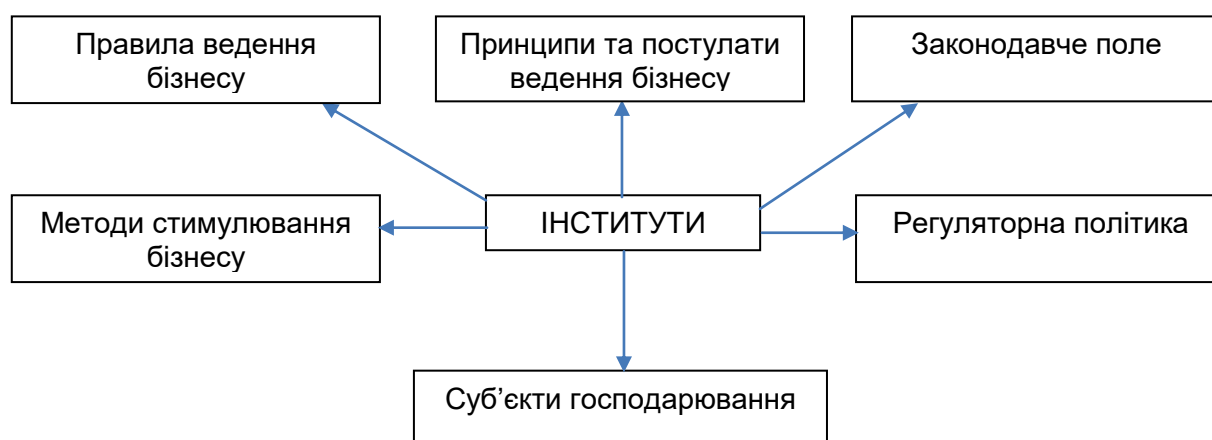 Правила ведення
бізнесу
Принципи та постулати
ведення бізнесу
Законодавче поле
Методи стимулювання
бізнесу
ІНСТИТУТИ
Регуляторна політика
Суб’єкти господарювання